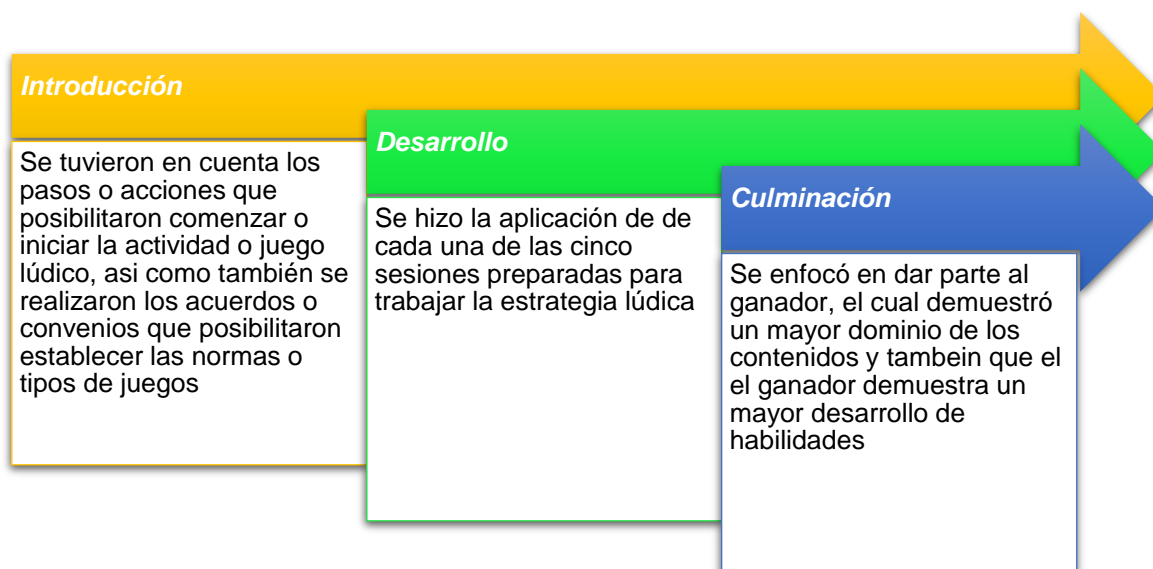 Introducción
Se tuvieron en cuenta los
pasos o acciones que
posibilitaron comenzar o
iniciar la actividad o juego
lúdico, asi como también se
realizaron los acuerdos o
convenios que posibilitaron
establecer las normas o
tipos de juegos
Desarrollo
Se hizo la aplicación de de
cada una de las cinco
sesiones preparadas para
trabajar la estrategia lúdica
Culminación
Se enfocó en dar parte al
ganador, el cual demuestró
un mayor dominio de los
contenidos y tambein que el
el ganador demuestra un
mayor desarrollo de
habilidades